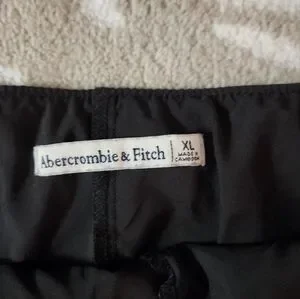 Abercrombie & Fitch
XL
MADE IN
CAMBODIA